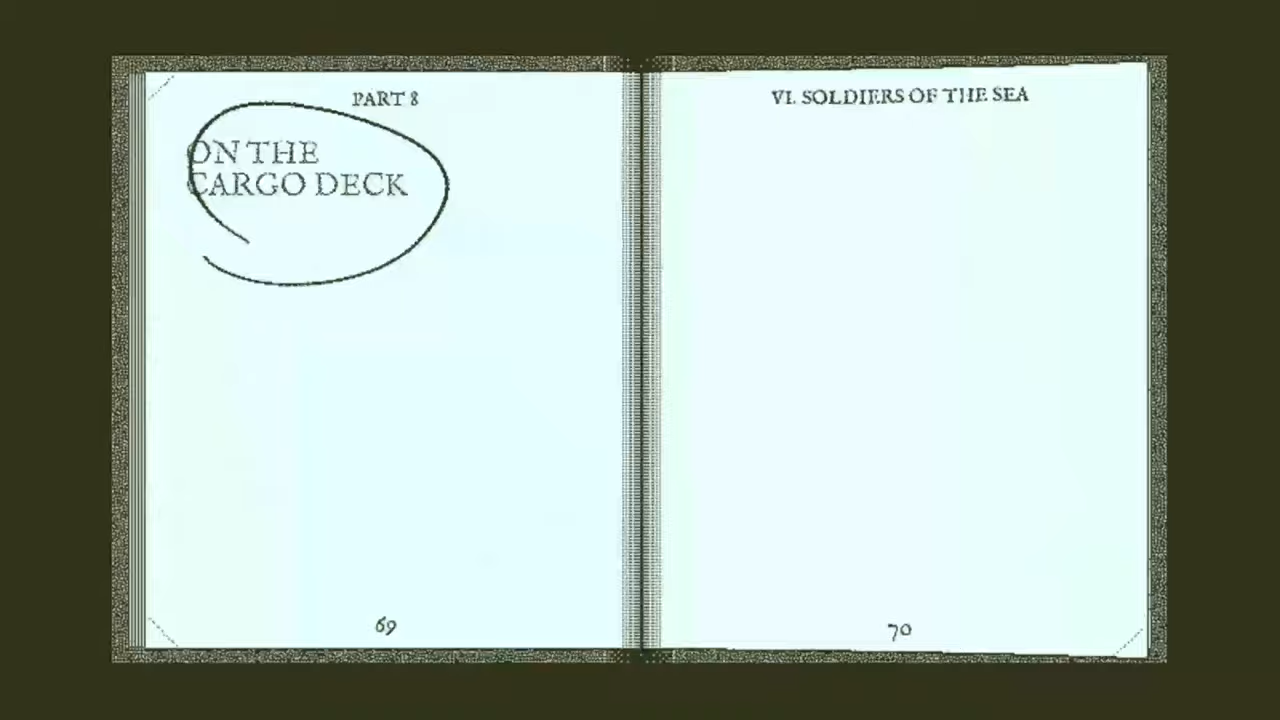 PART 8
ON THE
CARGO DECK
69
VI. SOLDIERS OF THE SEA
70